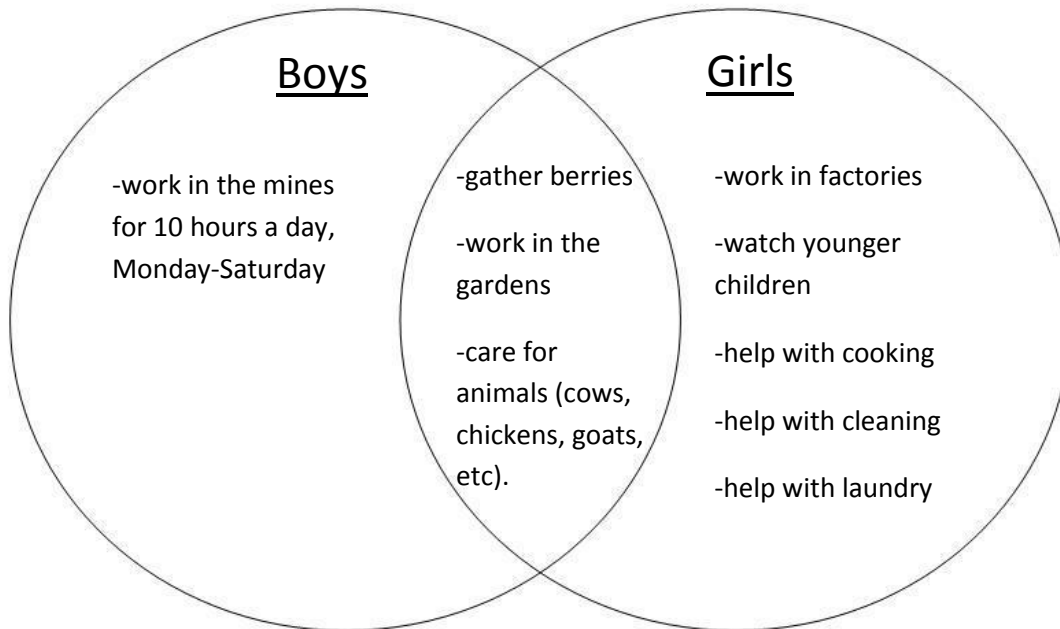 Boys
-work in the mines
for 10 hours a day,
Monday-Saturday
-gather berries
-work in the
gardens
-care for
animals (cows,
chickens, goats,
etc).
Girls
-work in factories
-watch younger
children
-help with cooking
-help with cleaning
-help with laundry